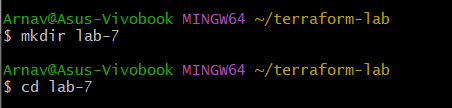 Arnav@Asus-Vivobook MINGW64 ~/terraform-lab
$ mkdir lab-7
Arnav@Asus-Vivobook MINGW64 ~/terraform-lab
$ cd lab-7